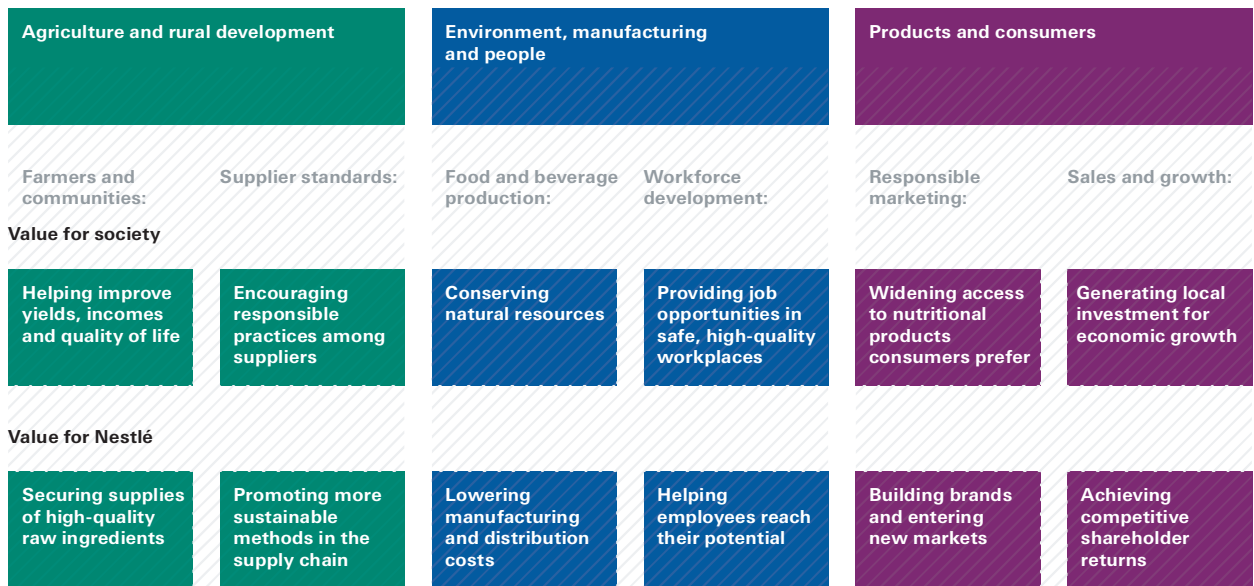 Agriculture and rural development
Environment, manufacturing
and people
Products and consumers
Farmers and
communities:
Supplier standards:
Food and beverage
production:
Workforce
development:
Responsible
marketing:
Sales and growth:
Value for society
Helping improve
yields, incomes
and quality of life
Encouraging
responsible
practices among
suppliers
Conserving
natural resources
Providing job
opportunities in
safe, high-quality
workplaces
Widening access
to nutritional
products
consumers prefer
Generating local
investment for
economic growth
Value for Nestlé
Securing supplies
of high-quality
raw ingredients
Promoting more
sustainable
methods in the
supply chain
Lowering
manufacturing
and distribution
costs
Helping
employees reach
their potential
Building brands
and entering
new markets
Achieving
competitive
shareholder
returns